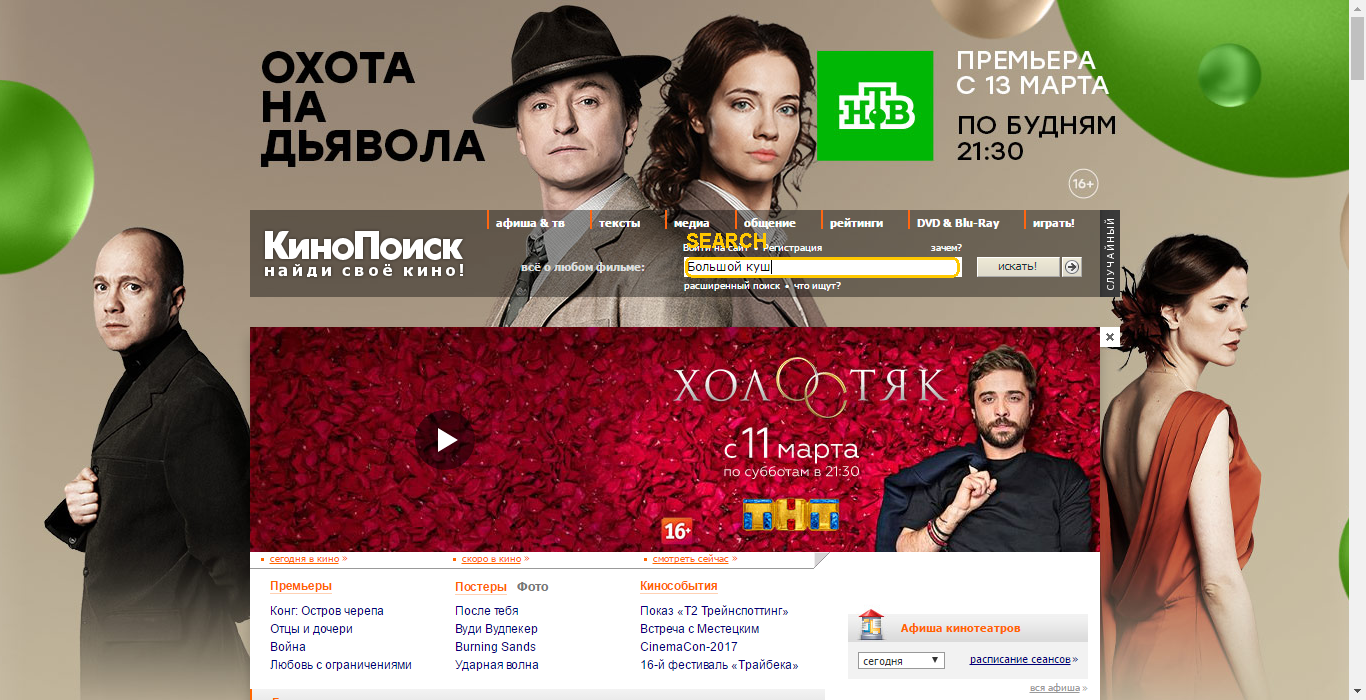 ОХОТА
НА
ДЬЯВОЛА
НТВ
ПРЕМЬЕРА
С 13 МАРТА
ПО БУДНЯМ
21:30
16+
афиша & тв
тексты
медиа
общение
рейтинги
DVD & Blu-Ray
играть!
КиноПоиск
найди своё кино!
SEARCH
Войти на сайт • Регистрация
зачем?
всё о любом фильме:
Большой куш
искать!
расширенный поиск • что ищут?
СЛУЧАЙНЫЙ
ХОЛОСТЯК
с 11 марта
по субботам в 21:30
ТНТ
16+
сегодня в кино »
скоро в кино »
смотреть сейчас »
Премьеры
Конг: Остров черепа
Отцы и дочери
Война
Любовь с ограничениями
Постеры Фото
После тебя
Вуди Вудпекер
Burning Sands
Ударная волна
Кинособытия
Показ «Т2 Трейнспоттинг»
Встреча с Местецким
CinemaCon-2017
16-й фестиваль «Трайбека»
Афиша кинотеатров
сегодня
расписание сеансов »
вся афиша »